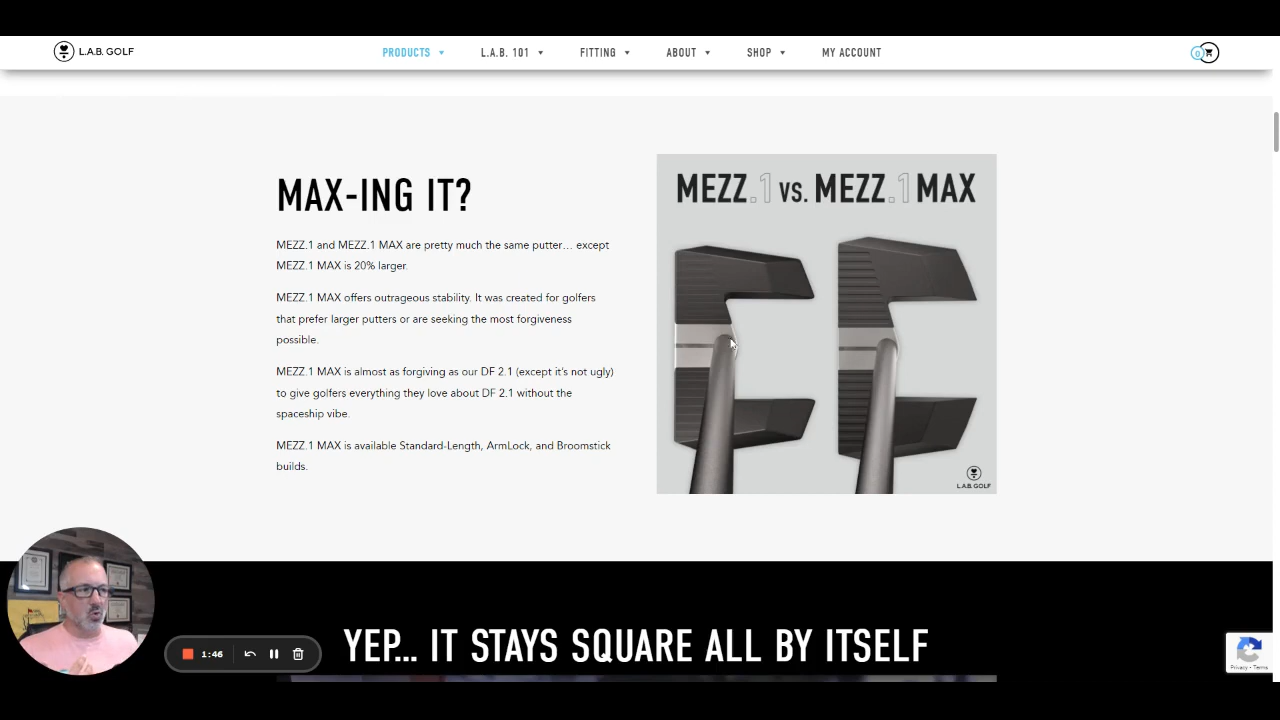 L.A.B. GOLF
PRODUCTS
L.A.B. 101
FITTING
ABOUT
SHOP
MY ACCOUNT
0
MAX-ING IT?
MEZZ.1 and MEZZ.1 MAX are pretty much the same putter… except
MEZZ.1 MAX is 20% larger.
MEZZ.1 MAX offers outrageous stability. It was created for golfers
that prefer larger putters or are seeking the most forgiveness
possible.
MEZZ.1 MAX is almost as forgiving as our DF 2.1 (except it's not ugly)
to give golfers everything they love about DF 2.1 without the
spaceship vibe.
MEZZ.1 MAX is available Standard-Length, ArmLock, and Broomstick
builds.
MEZZ.1 VS. MEZZ.1 MAX
L.A.B. GOLF
1:46
YEP... IT STAYS SQUARE ALL BY ITSELF
Privacy - Terms